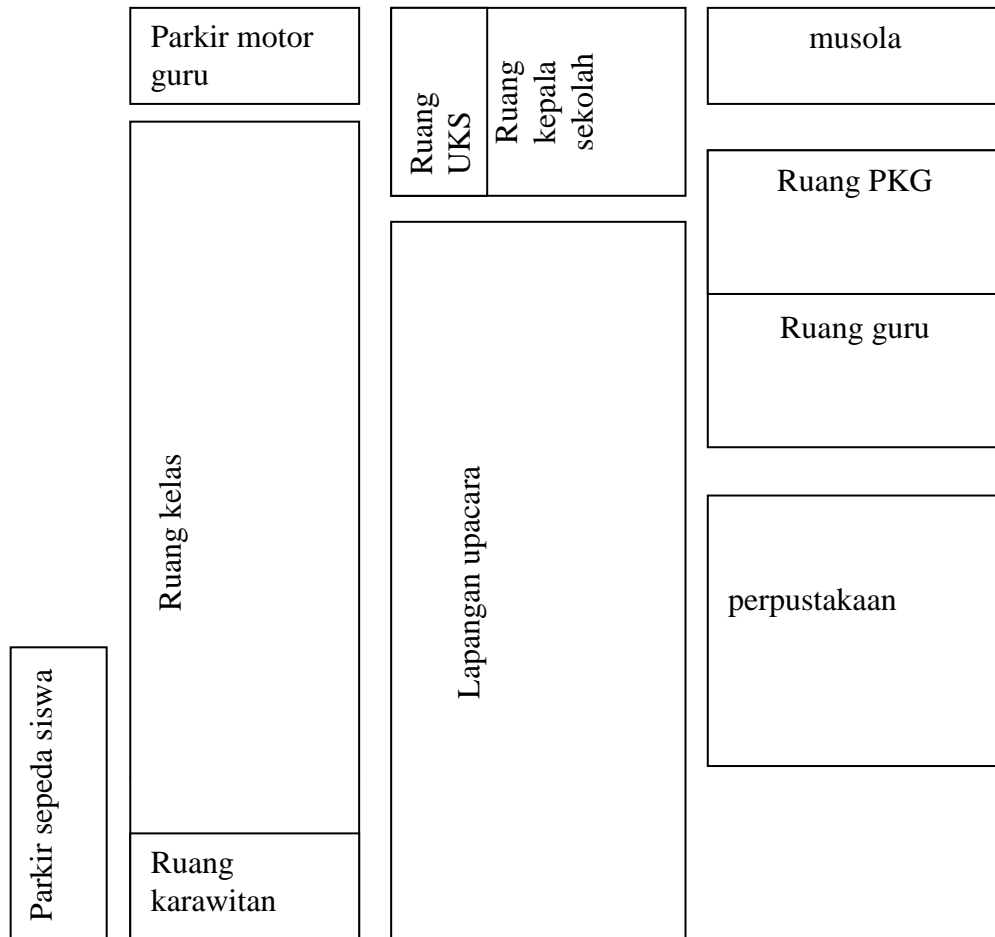 Parkir motor
guru
Ruang
UKS
Ruang
kepala
sekolah
musola
Ruang PKG
Ruang guru
Ruang kelas
Lapangan upacara
perpustakaan
Parkir sepeda siswa
Ruang
karawitan